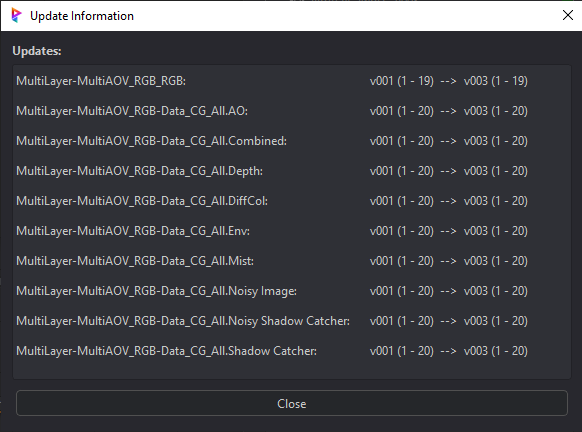 Update Information
Updates:
MultiLayer-MultiAOV_RGB_RGB: v001 (1 - 19) --> v003 (1 - 19)
MultiLayer-MultiAOV_RGB-Data_CG_All.AO: v001 (1 - 20) --> v003 (1 - 20)
MultiLayer-MultiAOV_RGB-Data_CG_All.Combined: v001 (1 - 20) --> v003 (1 - 20)
MultiLayer-MultiAOV_RGB-Data_CG_All.Depth: v001 (1 - 20) --> v003 (1 - 20)
MultiLayer-MultiAOV_RGB-Data_CG_All.DiffCol: v001 (1 - 20) --> v003 (1 - 20)
MultiLayer-MultiAOV_RGB-Data_CG_All.Env: v001 (1 - 20) --> v003 (1 - 20)
MultiLayer-MultiAOV_RGB-Data_CG_All.Mist: v001 (1 - 20) --> v003 (1 - 20)
MultiLayer-MultiAOV_RGB-Data_CG_All.Noisy Image: v001 (1 - 20) --> v003 (1 - 20)
MultiLayer-MultiAOV_RGB-Data_CG_All.Noisy Shadow Catcher: v001 (1 - 20) --> v003 (1 - 20)
MultiLayer-MultiAOV_RGB-Data_CG_All.Shadow Catcher: v001 (1 - 20) --> v003 (1 - 20)
Close